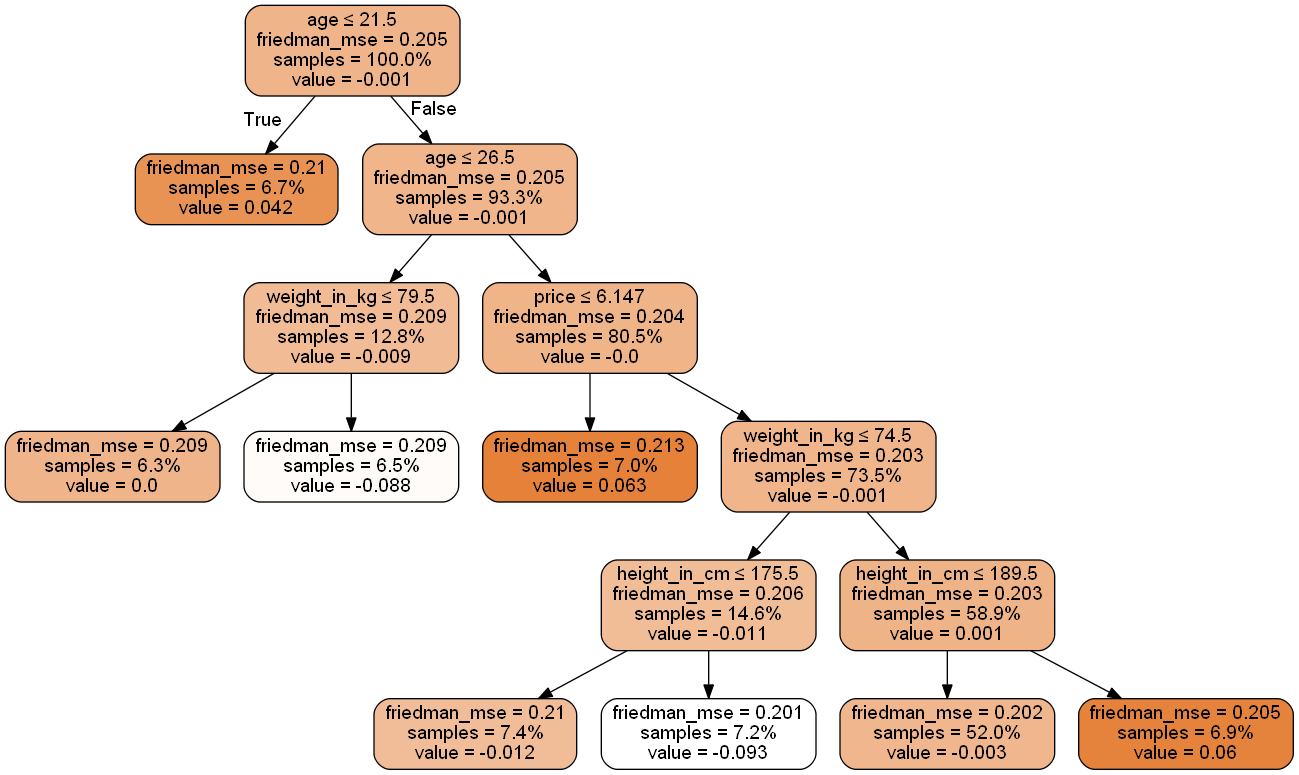 age ≤ 21.5
friedman_mse = 0.205
samples = 100.0%
value = -0.001
True
False
friedman_mse = 0.21
samples = 6.7%
value = 0.042
age ≤ 26.5
friedman_mse = 0.205
samples = 93.3%
value = -0.001
weight_in_kg ≤ 79.5
friedman_mse = 0.209
samples = 12.8%
value = -0.009
price ≤ 6.147
friedman_mse = 0.204
samples = 80.5%
value = -0.0
friedman_mse = 0.209
samples = 6.3%
value = 0.0
friedman_mse = 0.209
samples = 6.5%
value = -0.088
friedman_mse = 0.213
samples = 7.0%
value = 0.063
weight_in_kg ≤ 74.5
friedman_mse = 0.203
samples = 73.5%
value = -0.001
height_in_cm ≤ 175.5
friedman_mse = 0.206
samples = 14.6%
value = -0.011
height_in_cm ≤ 189.5
friedman_mse = 0.203
samples = 58.9%
value = 0.001
friedman_mse = 0.21
samples = 7.4%
value = -0.012
friedman_mse = 0.201
samples = 7.2%
value = -0.093
friedman_mse = 0.202
samples = 52.0%
value = -0.003
friedman_mse = 0.205
samples = 6.9%
value = 0.06